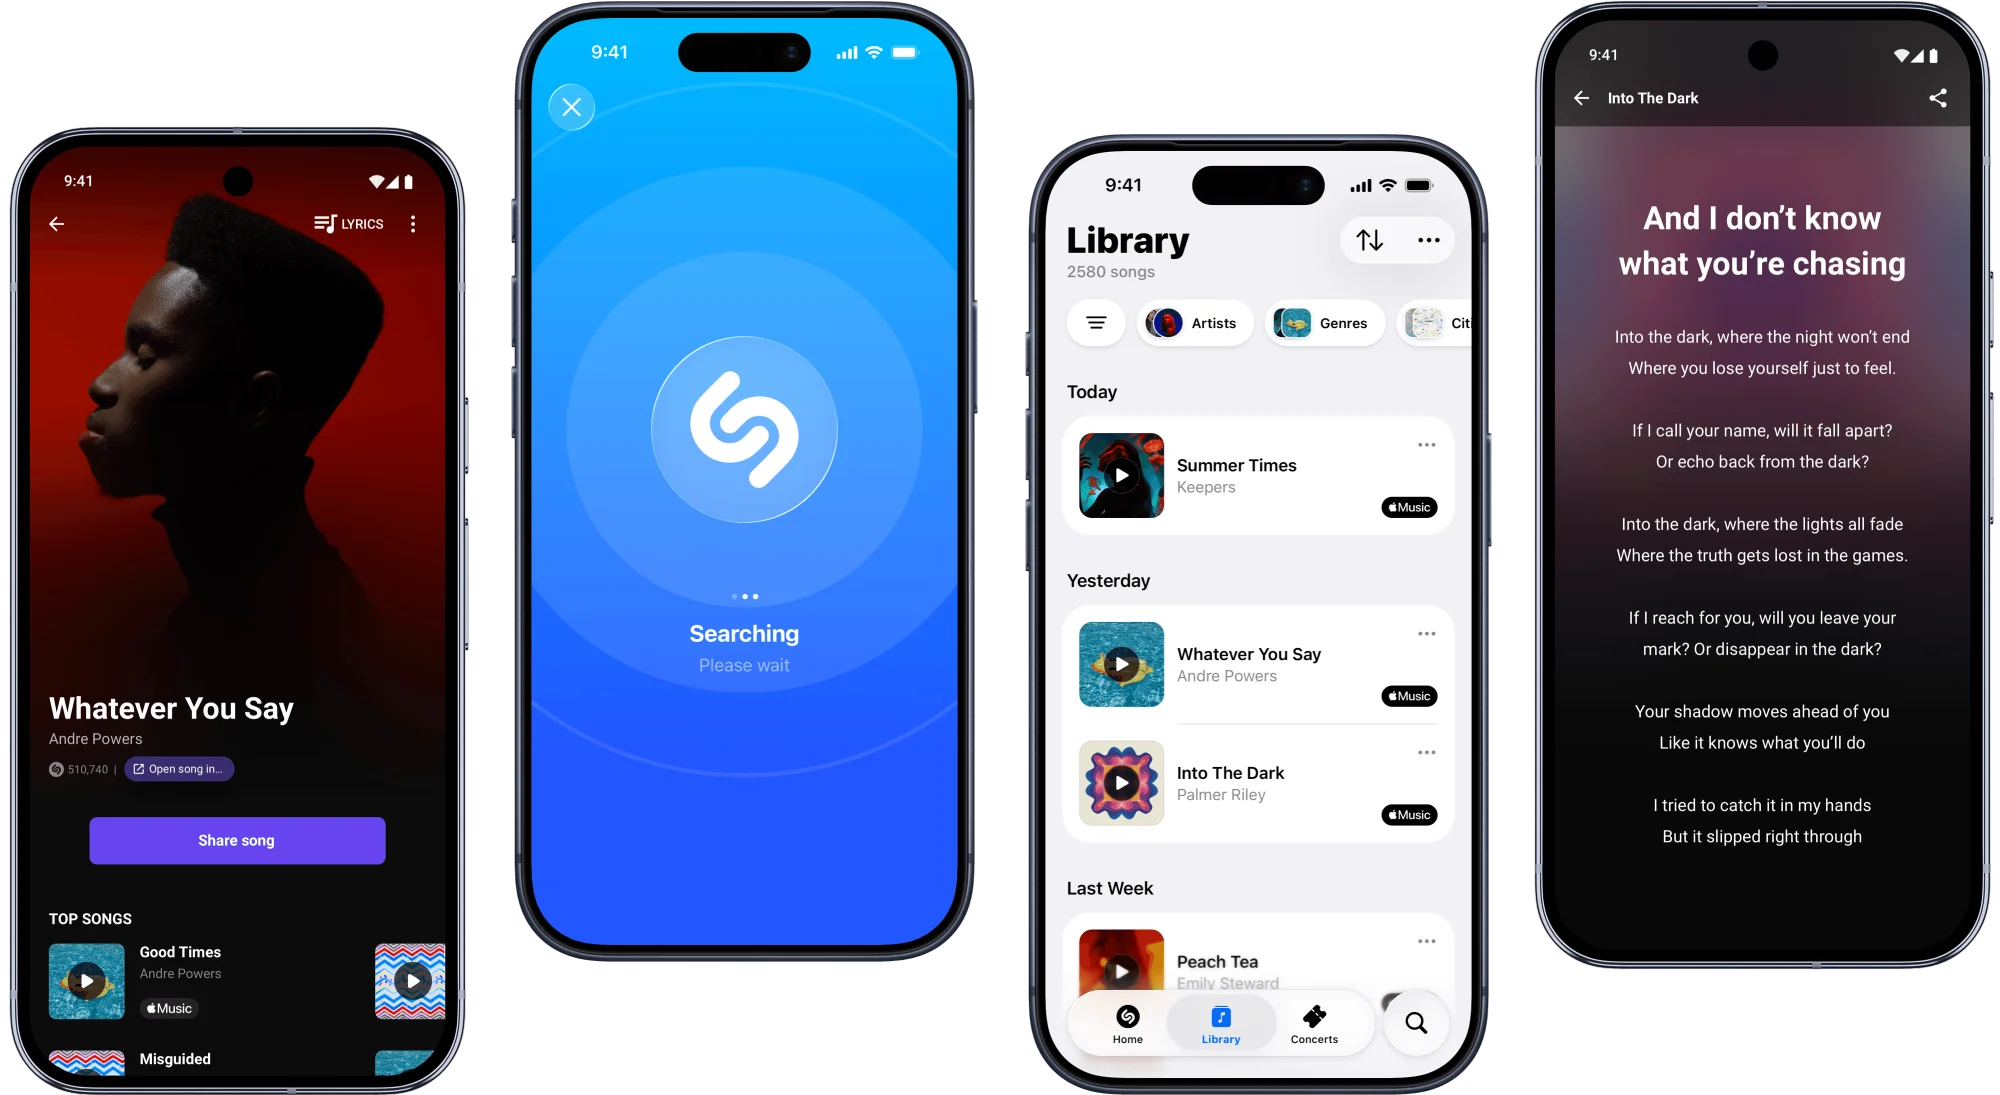 9:41
LYRICS
Whatever You Say
Andre Powers
510,740 | Open song in...
Share song
TOP SONGS
Good Times
Andre Powers
Music
Misguided
9:41
Searching
Please wait
9:41
Library
2580 songs
Artists
Genres
Citi
Today
Summer Times
Keepers
Music
Yesterday
Whatever You Say
Andre Powers
Music
Into The Dark
Palmer Riley
Music
Last Week
Peach Tea
Emily Steward
Home
Library
Concerts
9:41
Into The Dark
And I don’t know
what you’re chasing
Into the dark, where the night won’t end
Where you lose yourself just to feel.
If I call your name, will it fall apart?
Or echo back from the dark?
Into the dark, where the lights all fade
Where the truth gets lost in the games.
If I reach for you, will you leave your
mark? Or disappear in the dark?
Your shadow moves ahead of you
Like it knows what you’ll do
I tried to catch it in my hands
But it slipped right through